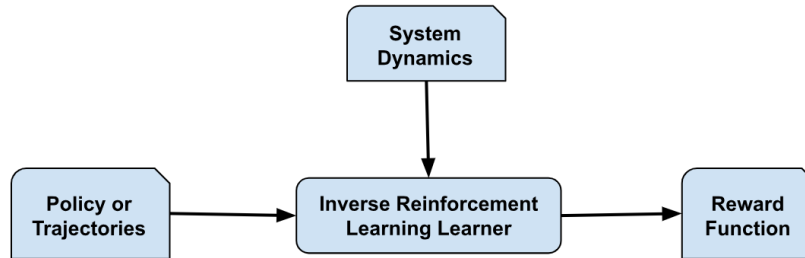 System
Dynamics
Policy or
Trajectories
Inverse Reinforcement
Learning Learner
Reward
Function